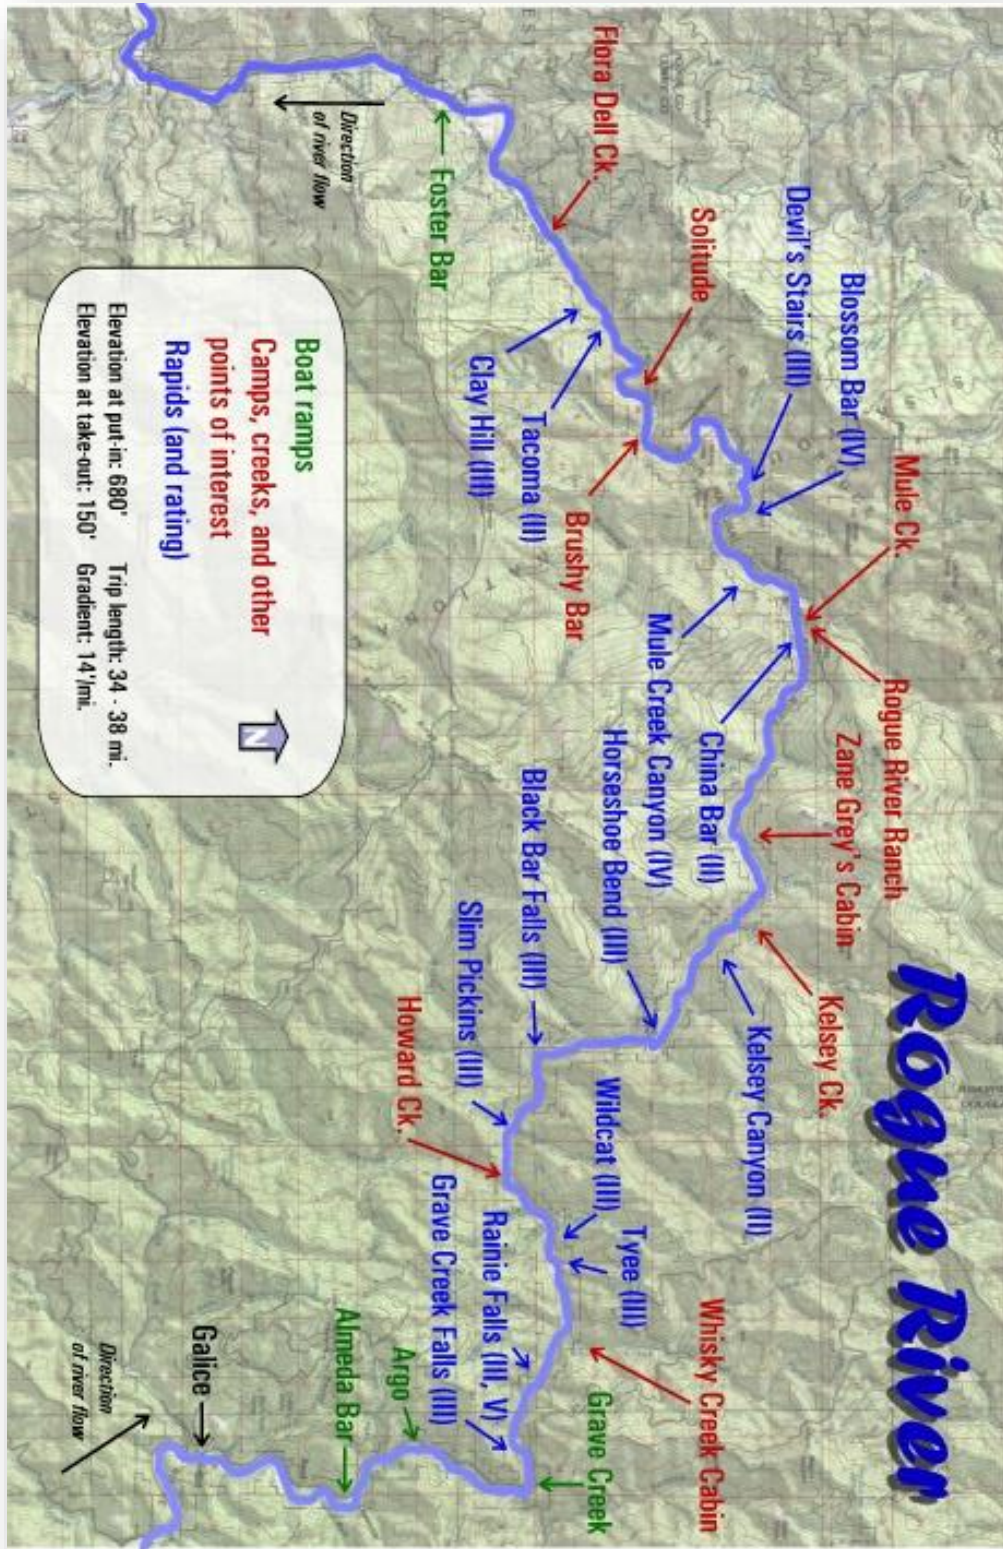 Rogue River
Flora Dell Ck.
Solitude
Devil's Stairs (III)
Blossom Bar (IV)
Mule Ck.
Rogue River Ranch
Zane Grey's Cabin
Kelsey Ck.
Kelsey Canyon (II)
Whisky Creek Cabin
Grave Creek
Direction
of river flow
Foster Bar
Clay Hill (III)
Tacoma (II)
Brushy Bar
Mule Creek Canyon (IV)
China Bar (II)
Horseshoe Bend (III)
Black Bar Falls (III)
Slim Pickins (III)
Howard Ck.
Wildcat (III)
Tyee (III)
Rainie Falls (III, V)
Grave Creek Falls (III)
Argo
Almeda Bar
Galice
Direction
of river flow
Boat ramps
Camps, creeks, and other
points of interest
Rapids (and rating)
N
Elevation at put-in: 680' Trip length: 34 - 38 mi.
Elevation at take-out: 150' Gradient: 14'/mi.